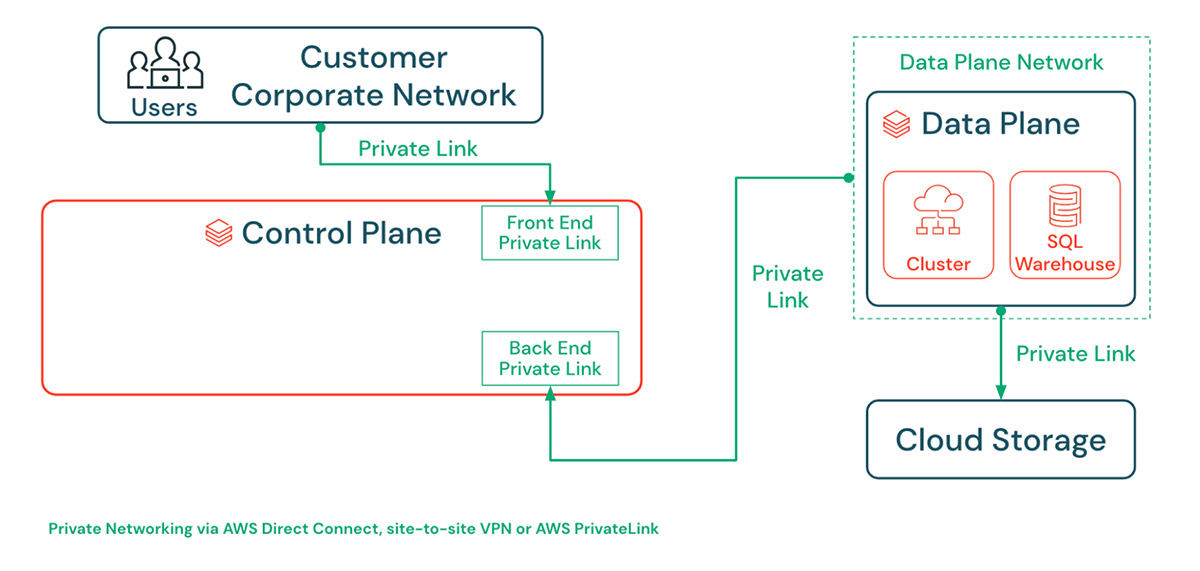 Customer
Corporate Network
Users
Private Link
Control Plane
Front End
Private Link
Back End
Private Link
Private
Link
Data Plane Network
Data Plane
Cluster
SQL
Warehouse
Private Link
Cloud Storage
Private Networking via AWS Direct Connect, site-to-site VPN or AWS PrivateLink